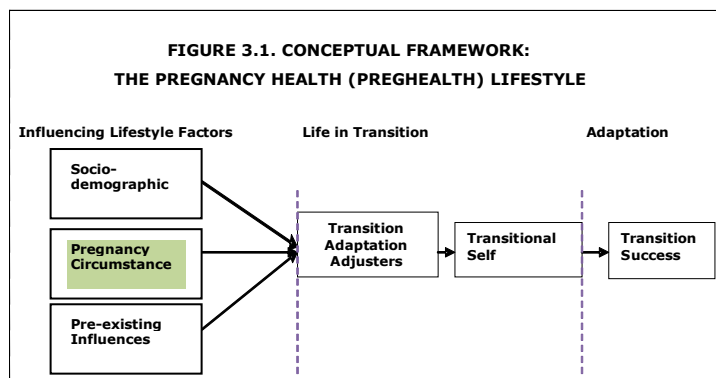 FIGURE 3.1. CONCEPTUAL FRAMEWORK:
THE PREGNANCY HEALTH (PREGHEALTH) LIFESTYLE
Influencing Lifestyle Factors
Life in Transition
Adaptation
Socio-
demographic
Pregnancy
Circumstance
Pre-existing
Influences
Transition
Adaptation
Adjusters
Transitional
Self
Transition
Success